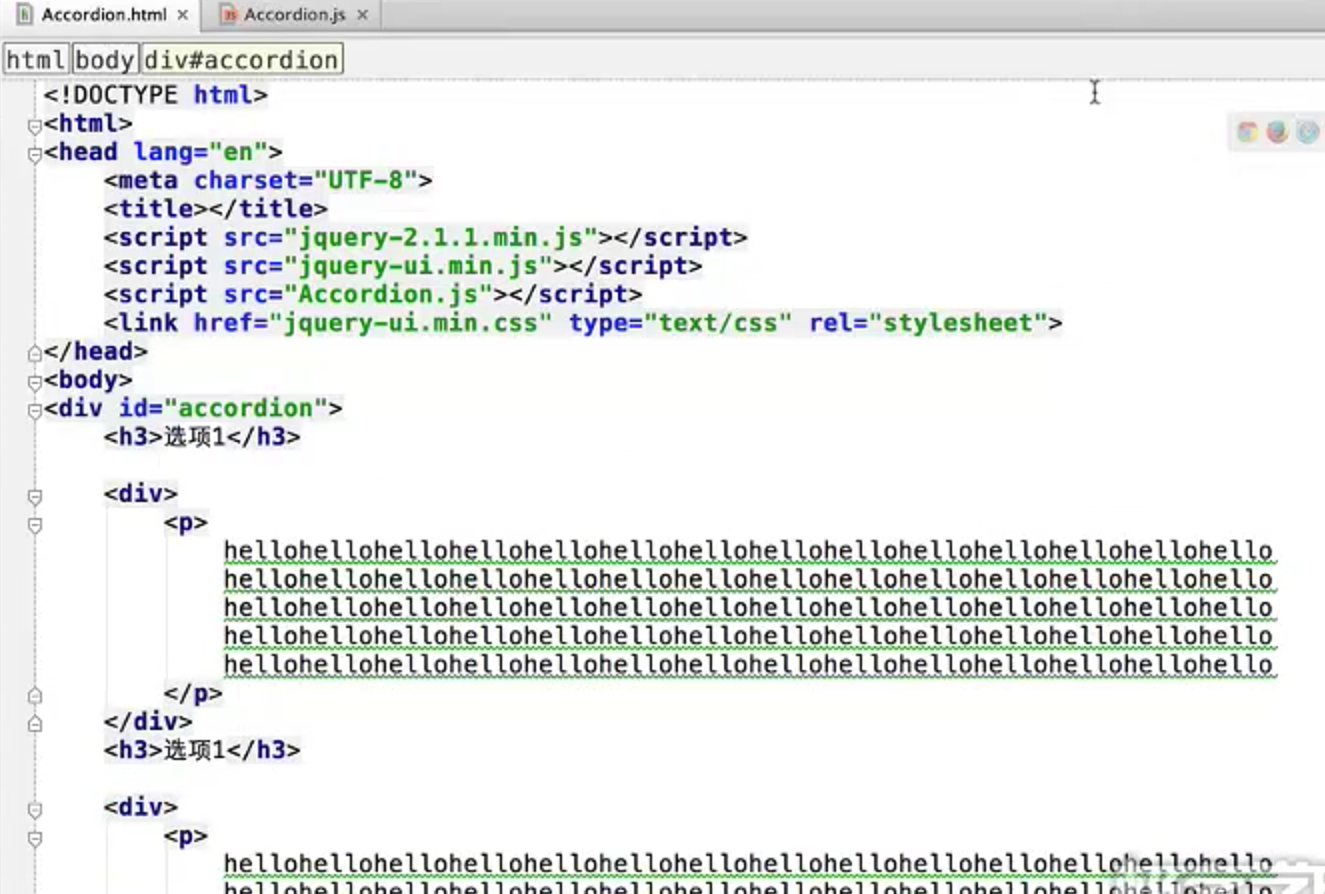 Accordion.html
Accordion.js
html body div#accordion
<!DOCTYPE html>
<html>
<head lang="en">
<meta charset="UTF-8">
<title></title>
<script src="jquery-2.1.1.min.js"></script>
<script src="jquery-ui.min.js"></script>
<script src="Accordion.js"></script>
<link href="jquery-ui.min.css" type="text/css" rel="stylesheet">
</head>
<body>
<div id="accordion">
<h3>选项1</h3>
<div>
<p>
hellohellohellohellohellohellohellohellohellohellohellohellohellohello
hellohellohellohellohellohellohellohellohellohellohellohellohellohello
hellohellohellohellohellohellohellohellohellohellohellohellohellohello
hellohellohellohellohellohellohellohellohellohellohellohellohellohello
hellohellohellohellohellohellohellohellohellohellohellohellohellohello
</p>
</div>
<h3>选项1</h3>
<div>
<p>
hellohellohellohellohellohellohellohellohellohellohellohellohellohello